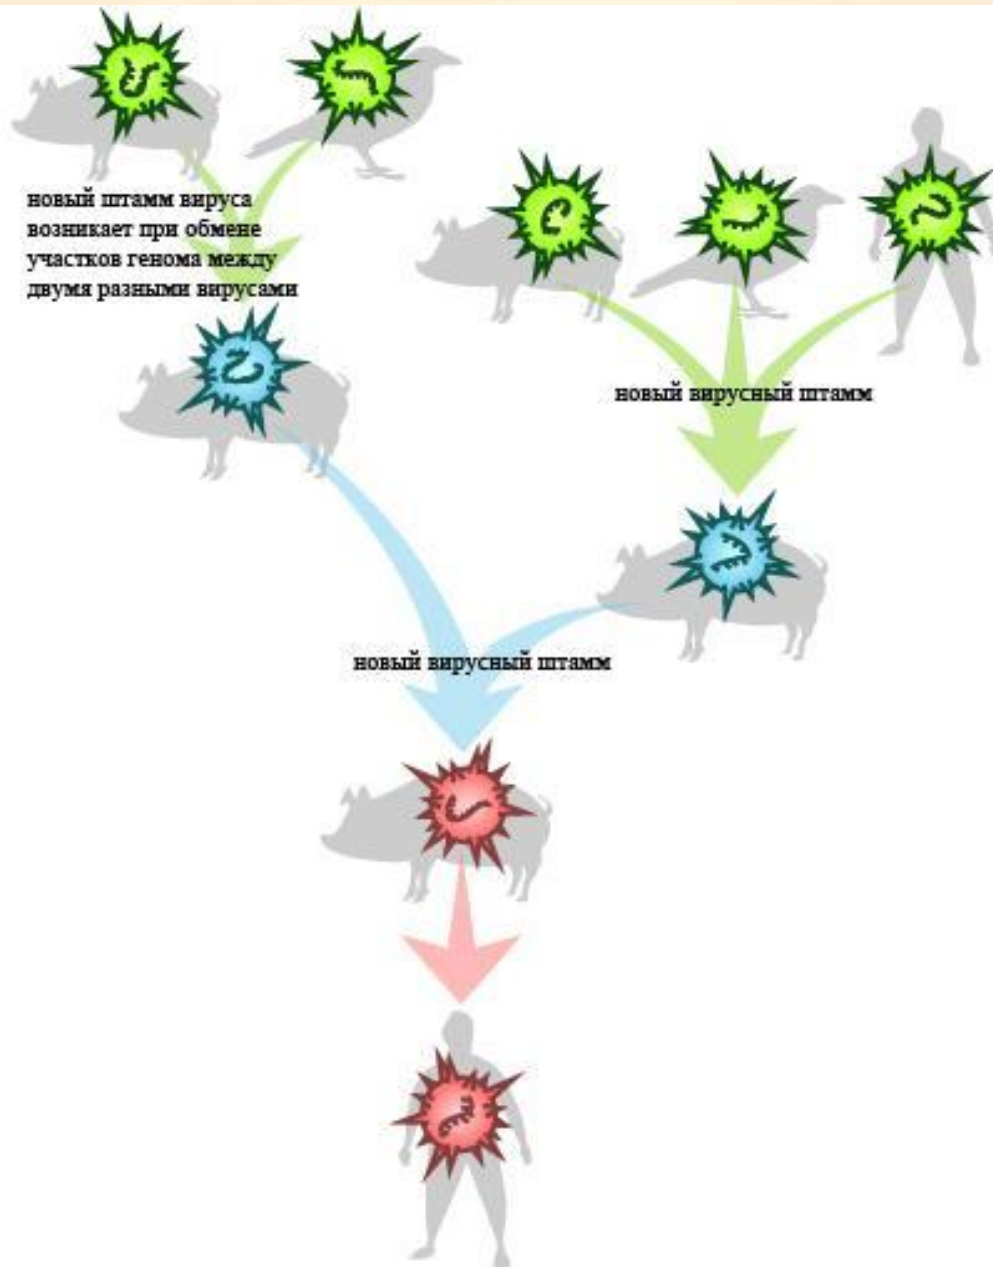 новый штамм вируса
возникает при обмене
участков генома между
двумя разными вирусами
новый вирусный штамм
новый вирусный штамм